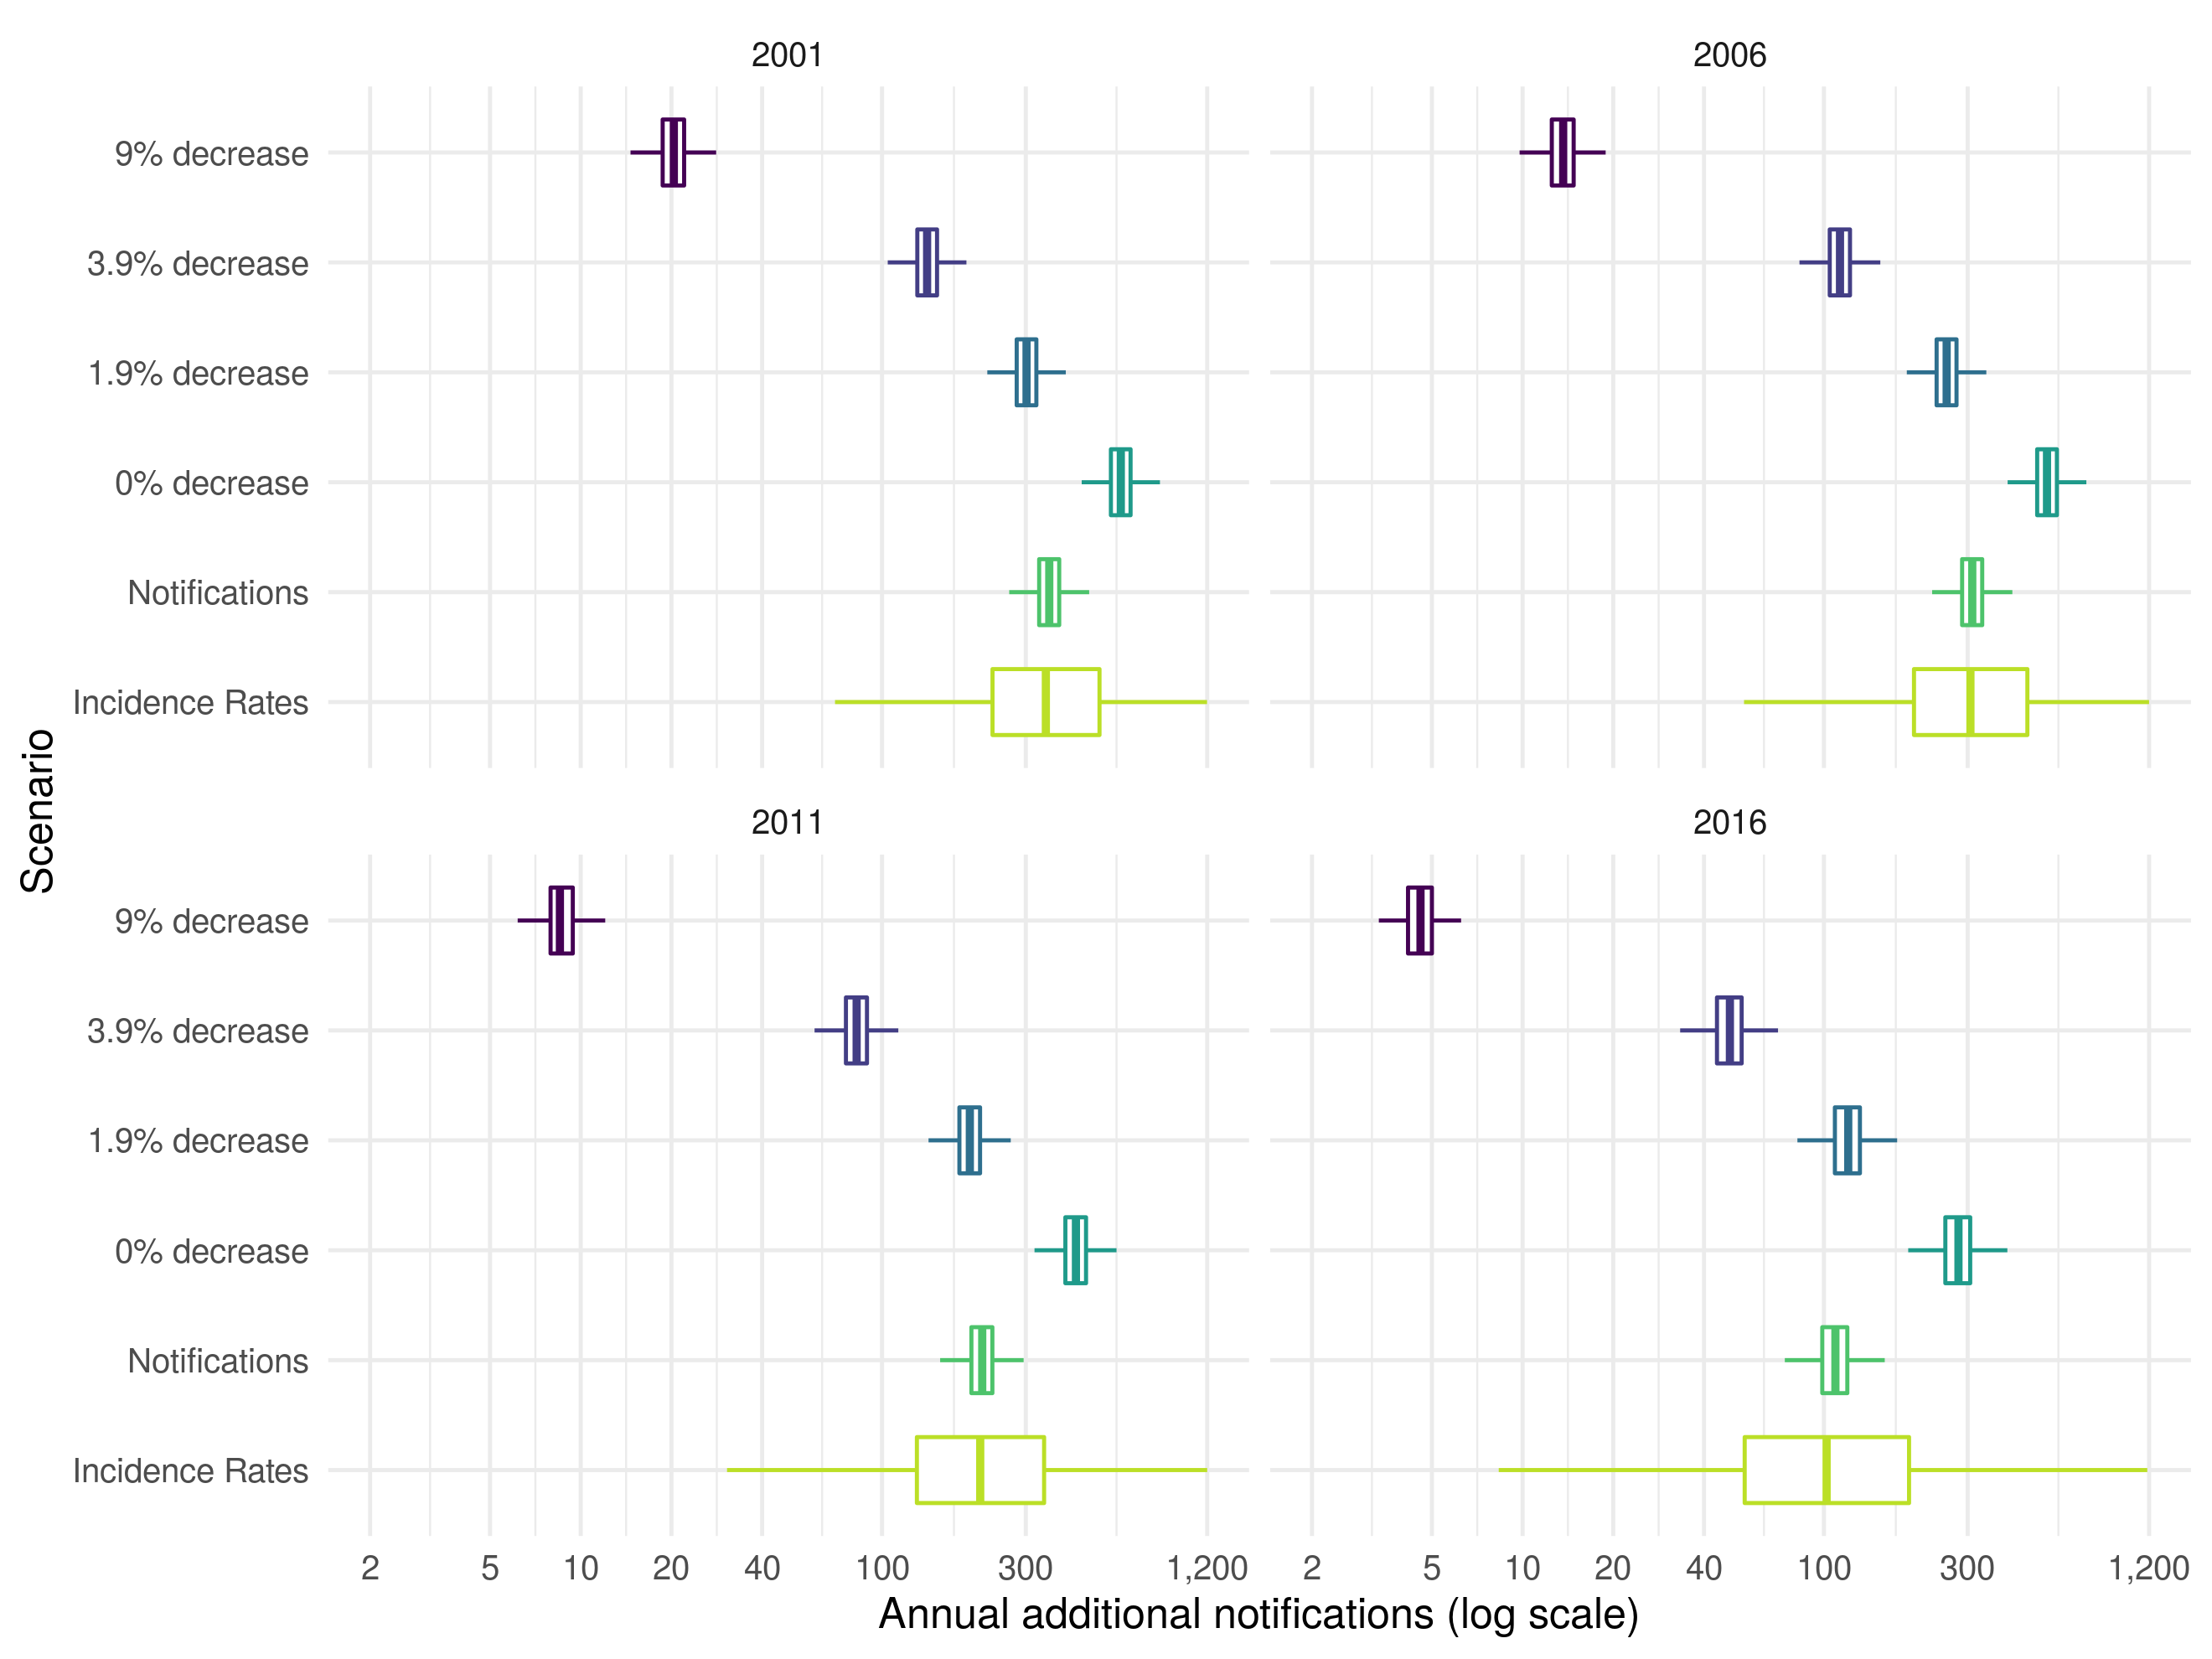 2001
2006
9% decrease
3.9% decrease
1.9% decrease
0% decrease
Notifications
Incidence Rates
Scenario
2011
2016
9% decrease
3.9% decrease
1.9% decrease
0% decrease
Notifications
Incidence Rates
2 5 10 20 40 100 300 1,200
2 5 10 20 40 100 300 1,200
Annual additional notifications (log scale)